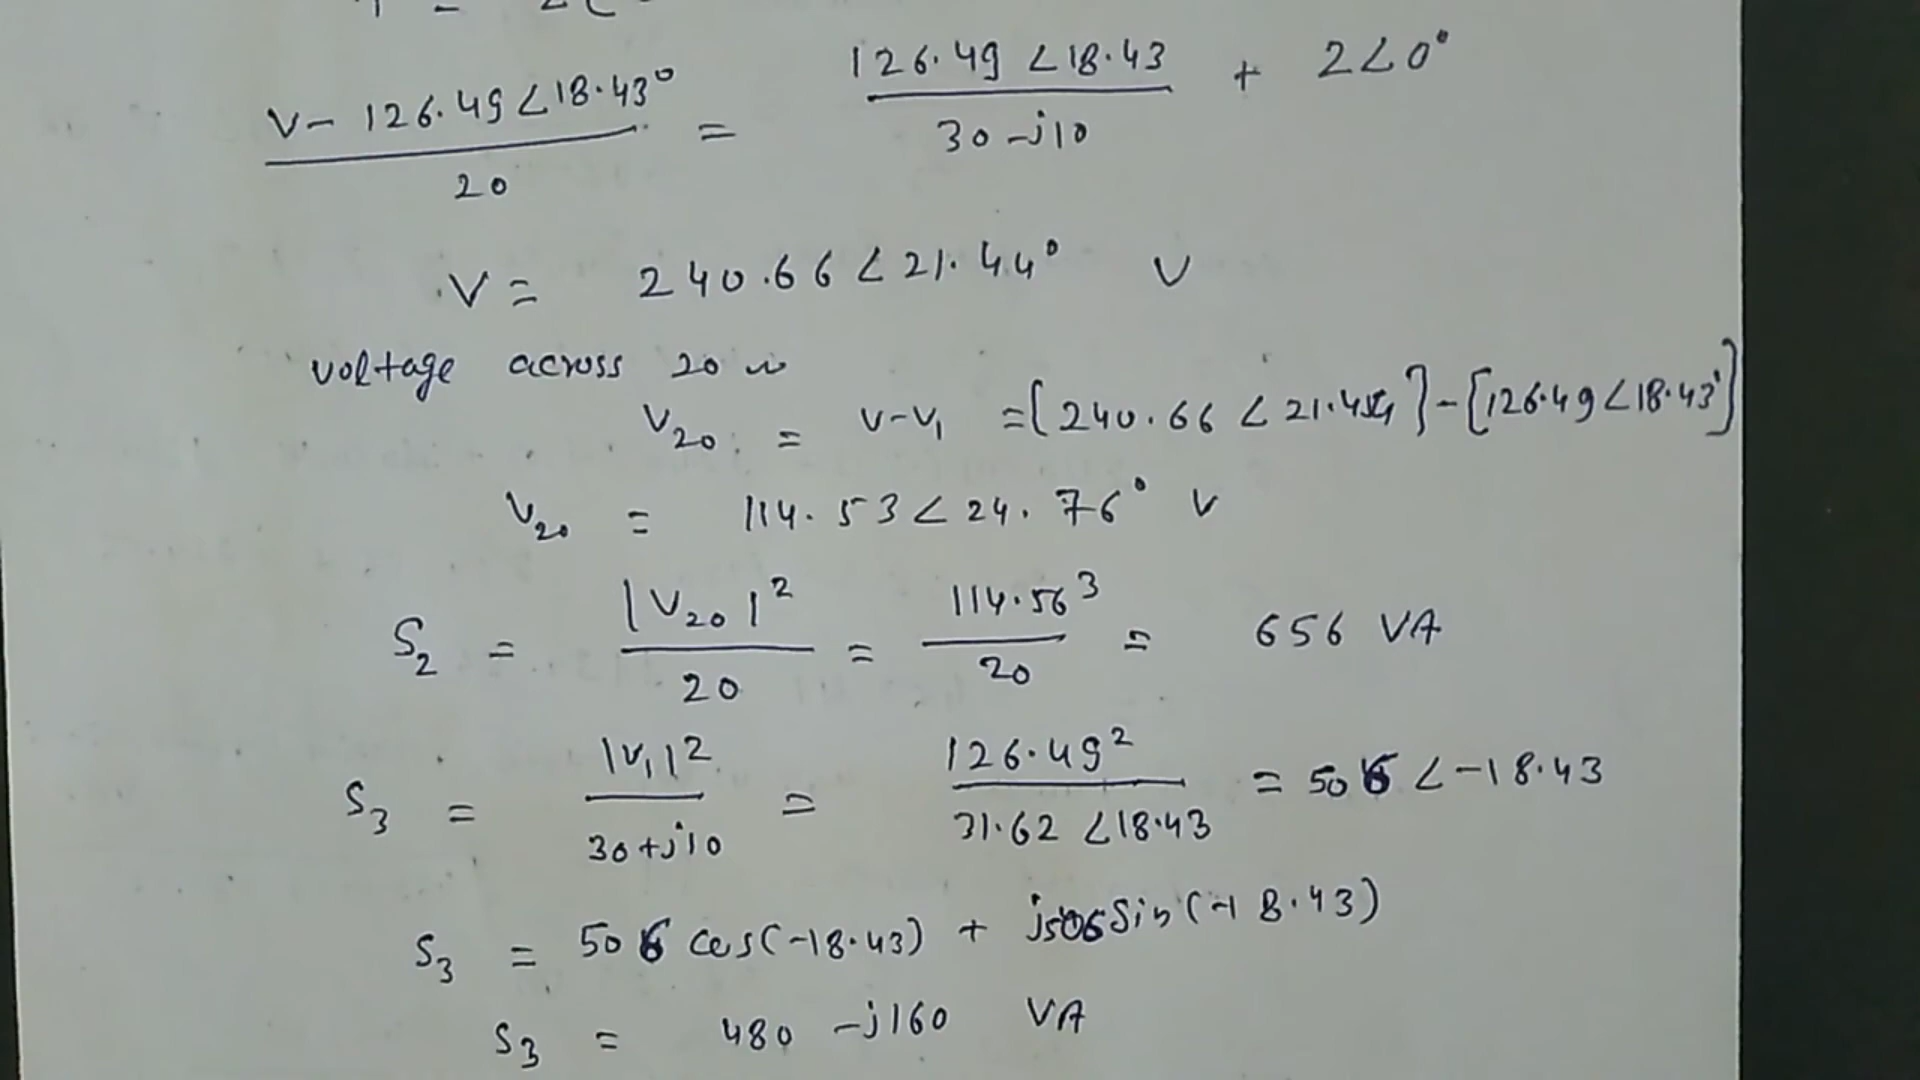 V - 126.49 ∠18.43° / 20 = 126.49 ∠18.43 / 30-j10 + 2∠0°
V = 240.66 ∠21.44° V
voltage across 20 is
V20 = V-V1 = [240.66 ∠21.44] - [126.49 ∠18.43°]
V20 = 114.53 ∠24.76° V
S2 = |V20|² / 20 = 114.56³ / 20 = 656 VA
S3 = |V1|² / 30+j10 = 126.49² / 31.62 ∠18.43 = 506 ∠-18.43
S3 = 506 cos(-18.43) + j506 Sin(-18.43)
S3 = 480 -j160 VA